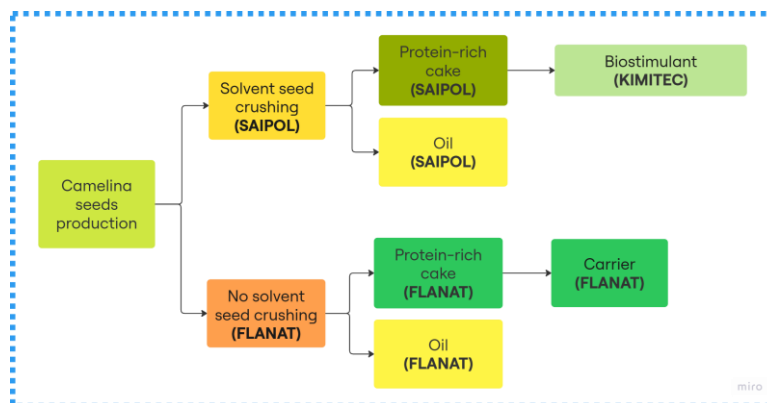 Protein-rich
cake
(SAIPOL)
Biostimulant
(KIMITEC)
Solvent seed
crushing
(SAIPOL)
Oil
(SAIPOL)
Camelina
seeds
production
Protein-rich
cake
(FLANAT)
Carrier
(FLANAT)
No solvent
seed crushing
(FLANAT)
Oil
(FLANAT)
miro